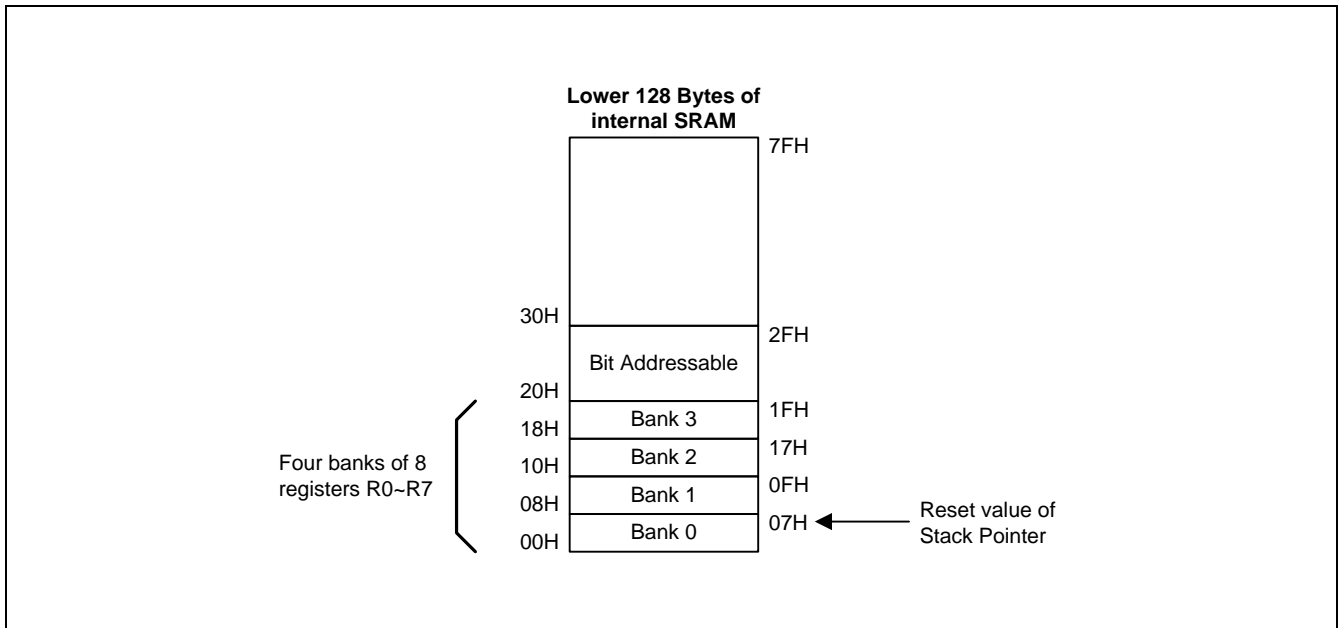 Lower 128 Bytes of
internal SRAM
7FH
30H
2FH
Bit Addressable
20H
1FH
Bank 3
18H
17H
Bank 2
10H
0FH
Bank 1
08H
07H
Bank 0
00H
Four banks of 8
registers R0~R7
Reset value of
Stack Pointer